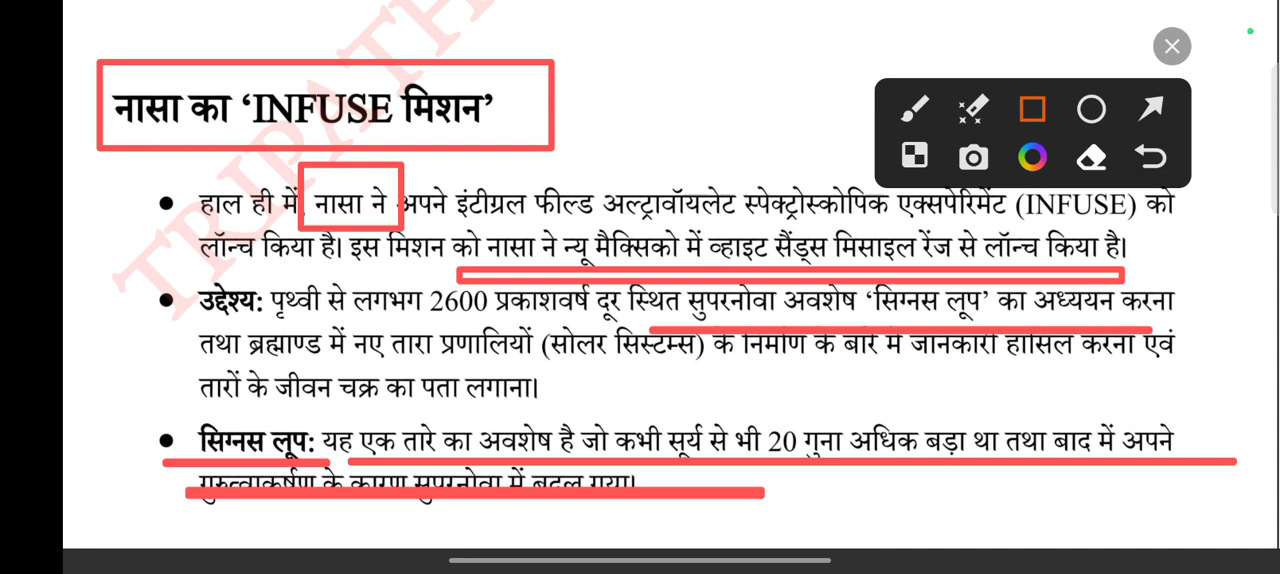 नासा का ‘INFUSE मिशन’
● हाल ही में, नासा ने अपने इंटीग्रल फील्ड अल्ट्रावॉयलेट स्पेक्ट्रोस्कोपिक एक्सपेरिमेंट (INFUSE) को
लॉन्च किया है। इस मिशन को नासा ने न्यू मैक्सिको में व्हाइट सैंड्स मिसाइल रेंज से लॉन्च किया है।
● उद्देश्य: पृथ्वी से लगभग 2600 प्रकाशवर्ष दूर स्थित सुपरनोवा अवशेष ‘सिग्नस लूप’ का अध्ययन करना
तथा ब्रह्माण्ड में नए तारा प्रणालियों (सोलर सिस्टम्स) के निर्माण के बारे में जानकारी हासिल करना एवं
तारों के जीवन चक्र का पता लगाना।
● सिग्नस लूप: यह एक तारे का अवशेष है जो कभी सूर्य से भी 20 गुना अधिक बड़ा था तथा बाद में अपने
गुरुत्वाकर्षण के कारण सुपरनोवा में बदल गया।
TRIPATH